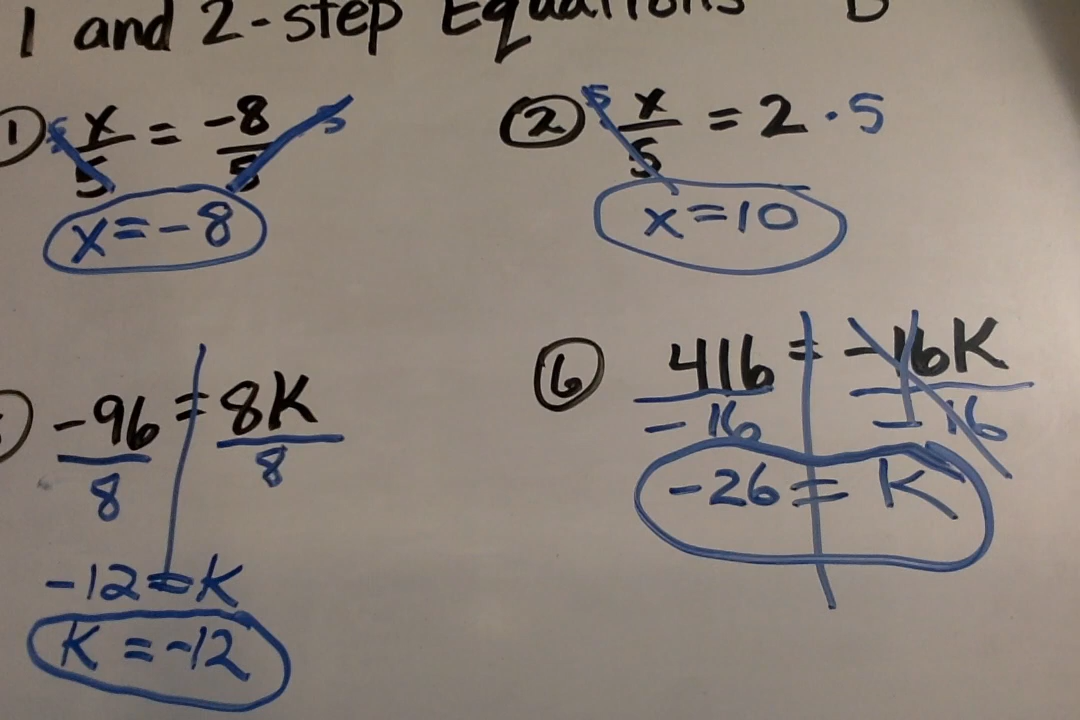 1 and 2-step Equations B
1) 5 x/5 = -8/5 5
x = -8
2 5 x/5 = 2 · 5
x = 10
-96 = 8K
8 8
-12 = K
K = -12
6 416 = -16K
-16 -16
-26 = K